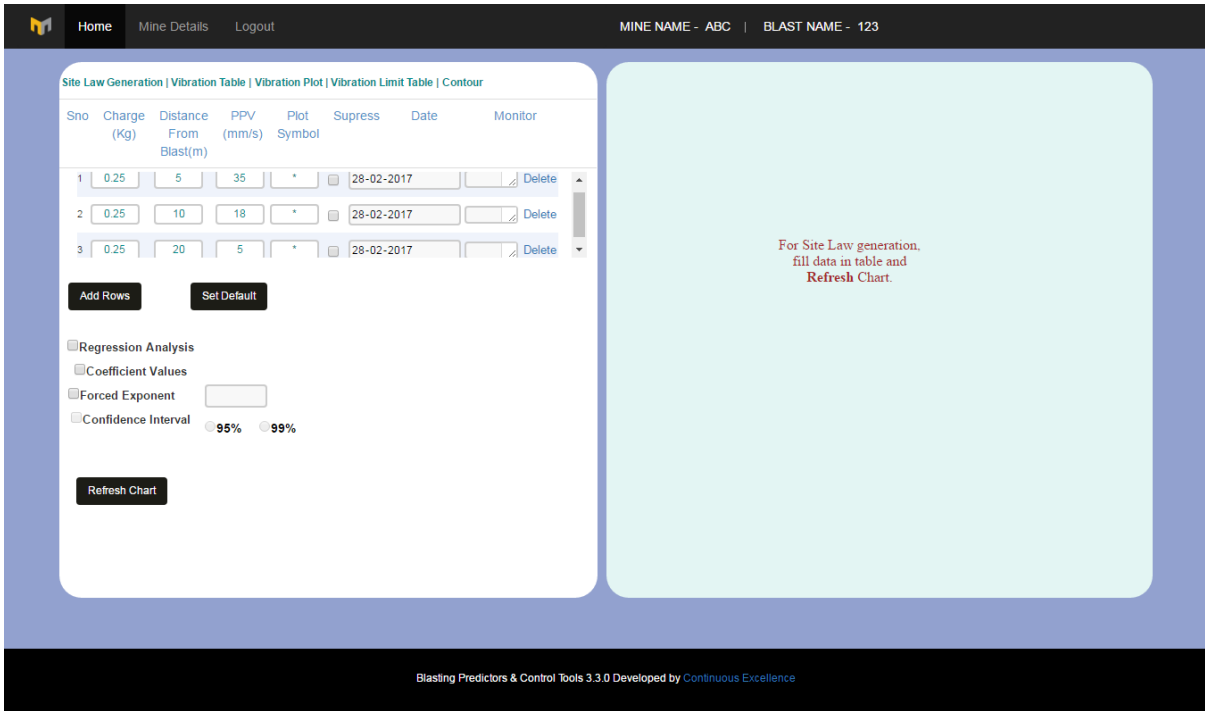 Home Mine Details Logout MINE NAME - ABC | BLAST NAME - 123
Site Law Generation | Vibration Table | Vibration Plot | Vibration Limit Table | Contour
Sno Charge Distance PPV Plot Supress Date Monitor
(Kg) From (mm/s) Symbol
Blast(m)
1 0.25 5 35 * 28-02-2017 Delete
2 0.25 10 18 * 28-02-2017 Delete
3 0.25 20 5 * 28-02-2017 Delete
Add Rows Set Default
Regression Analysis
Coefficient Values
Forced Exponent
Confidence Interval 95% 99%
Refresh Chart
For Site Law generation,
fill data in table and
Refresh Chart.
Blasting Predictors & Control Tools 3.3.0 Developed by Continuous Excellence